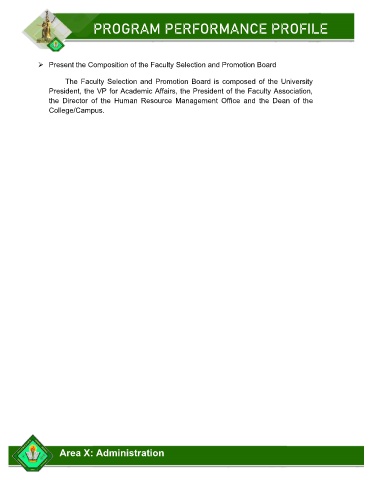 PROGRAM PERFORMANCE PROFILE
➢ Present the Composition of the Faculty Selection and Promotion Board
The Faculty Selection and Promotion Board is composed of the University
President, the VP for Academic Affairs, the President of the Faculty Association,
the Director of the Human Resource Management Office and the Dean of the
College/Campus.
Area X: Administration